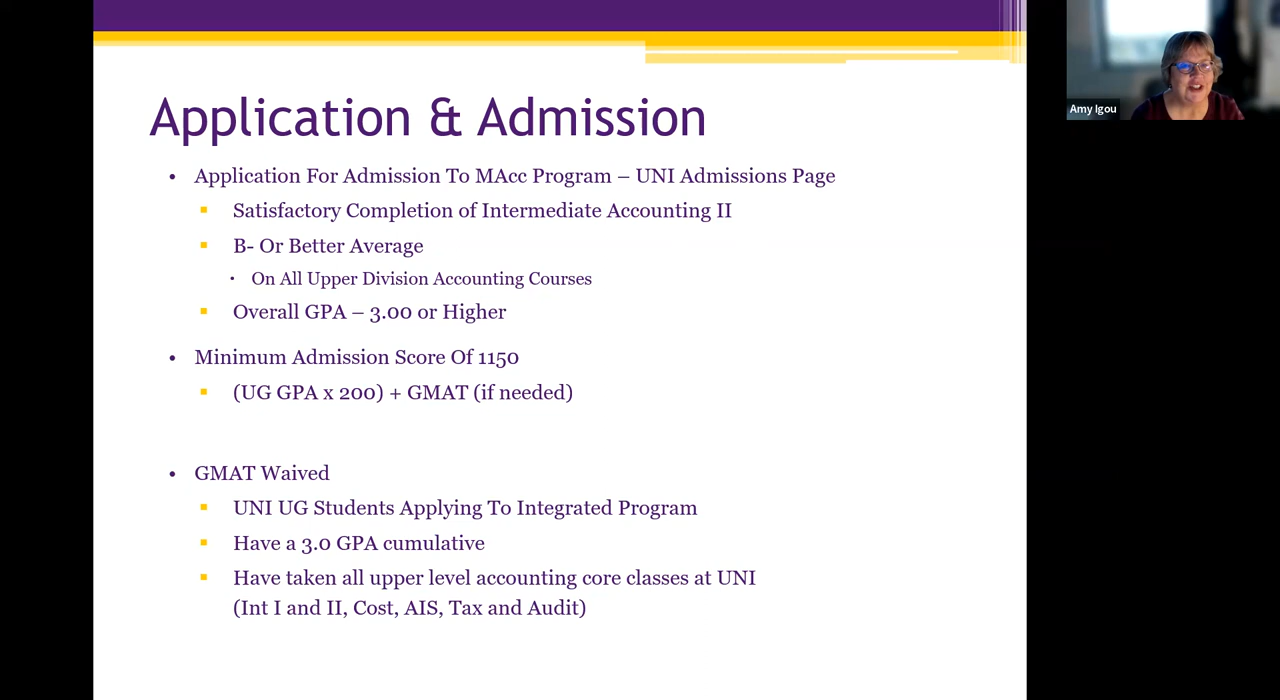 Application & Admission
• Application For Admission To MAcc Program – UNI Admissions Page
▪ Satisfactory Completion of Intermediate Accounting II
▪ B- Or Better Average
• On All Upper Division Accounting Courses
▪ Overall GPA – 3.00 or Higher
• Minimum Admission Score Of 1150
▪ (UG GPA x 200) + GMAT (if needed)
• GMAT Waived
▪ UNI UG Students Applying To Integrated Program
▪ Have a 3.0 GPA cumulative
▪ Have taken all upper level accounting core classes at UNI
(Int I and II, Cost, AIS, Tax and Audit)
Amy Igou